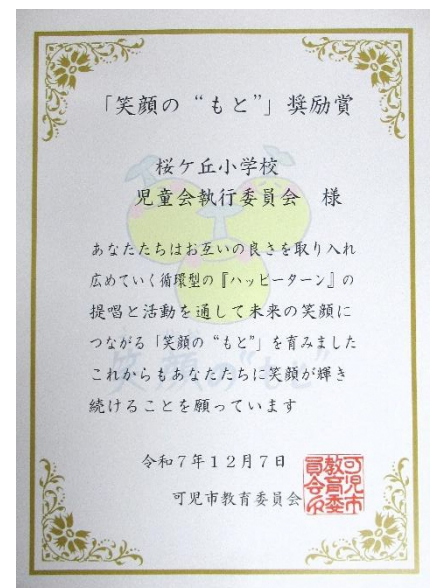 「笑顔の“もと”」奨励賞
桜ケ丘小学校
児童会執行委員会　様
あなたたちはお互いの良さを取り入れ
広めていく循環型の『ハッピーターン』の
提唱と活動を通して未来の笑顔に
つながる「笑顔の“もと”」を育みました
これからもあなたたちに笑顔が輝き
続けることを願っています
令和７年１２月７日
可児市教育委員会
可児市
教育委
員会印
笑顔の“もと”